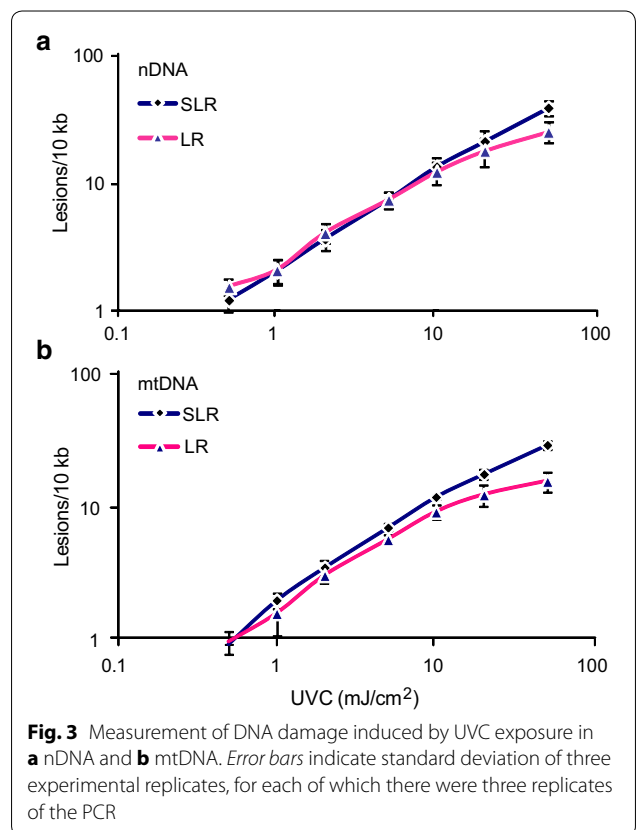 a
100
nDNA
SLR
LR
Lesions/10 kb
10
1
0.1 1 10 100
b
100
mtDNA
SLR
LR
Lesions/10 kb
10
1
0.1 1 10 100
UVC (mJ/cm²)
Fig. 3 Measurement of DNA damage induced by UVC exposure in
a nDNA and b mtDNA. Error bars indicate standard deviation of three
experimental replicates, for each of which there were three replicates
of the PCR